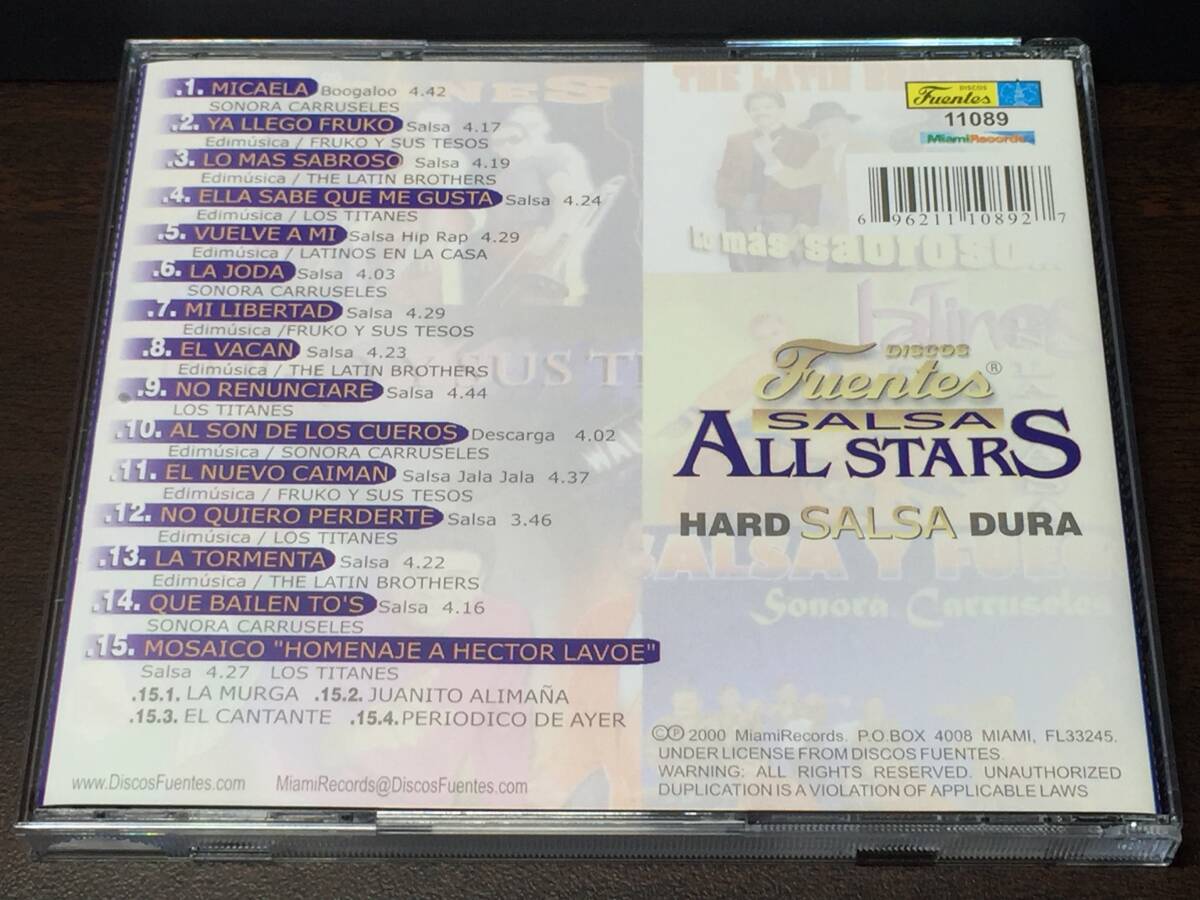 .1. MICAELA Boogaloo 4.42
SONORA CARRUSELES
.2. YA LLEGO FRUKO Salsa 4.17
Edimúsica / FRUKO Y SUS TESOS
.3. LO MAS SABROSO Salsa 4.19
Edimúsica / THE LATIN BROTHERS
.4. ELLA SABE QUE ME GUSTA Salsa 4.24
Edimúsica / LOS TITANES
.5. VUELVE A MI Salsa Hip Rap 4.29
Edimúsica / LATINOS EN LA CASA
.6. LA JODA Salsa 4.03
SONORA CARRUSELES
.7. MI LIBERTAD Salsa 4.29
Edimúsica /FRUKO Y SUS TESOS
.8. EL VACAN Salsa 4.23
Edimúsica / THE LATIN BROTHERS
.9. NO RENUNCIARE Salsa 4.44
LOS TITANES
.10. AL SON DE LOS CUEROS Descarga 4.02
Edimúsica / SONORA CARRUSELES
.11. EL NUEVO CAIMAN Salsa Jala Jala 4.37
Edimúsica / FRUKO Y SUS TESOS
.12. NO QUIERO PERDERTE Salsa 3.46
Edimúsica / LOS TITANES
.13. LA TORMENTA Salsa 4.22
Edimúsica / THE LATIN BROTHERS
.14. QUE BAILEN TO'S Salsa 4.16
SONORA CARRUSELES
.15. MOSAICO "HOMENAJE A HECTOR LAVOE"
Salsa 4.27 LOS TITANES
.15.1. LA MURGA .15.2. JUANITO ALIMAÑA
.15.3. EL CANTANTE .15.4. PERIODICO DE AYER
www.DiscosFuentes.com MiamiRecords@DiscosFuentes.com
DISCOS
Fuentes
11089
MiamiRecords
6 96211 10892 7
lo más sabroso...
Latinos
Y SUS T
DISCOS
Fuentes®
SALSA
ALL STARS
HARD SALSA DURA
SALSA Y
Sonora Carruseles
©℗ 2000 MiamiRecords. P.O.BOX 4008 MIAMI, FL33245.
UNDER LICENSE FROM DISCOS FUENTES
WARNING: ALL RIGHTS RESERVED. UNAUTHORIZED
DUPLICATION IS A VIOLATION OF APPLICABLE LAWS